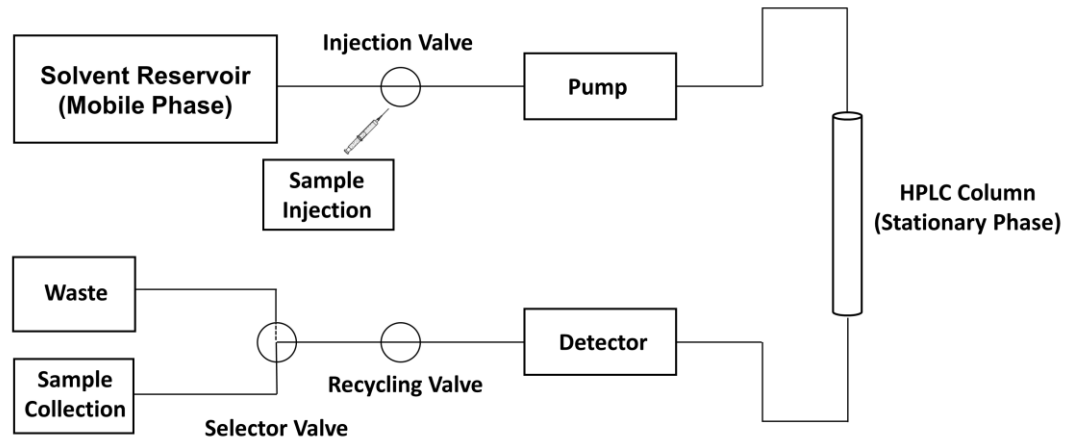 Injection Valve
Solvent Reservoir
(Mobile Phase)
Pump
Sample
Injection
HPLC Column
(Stationary Phase)
Waste
Detector
Sample
Collection
Recycling Valve
Selector Valve